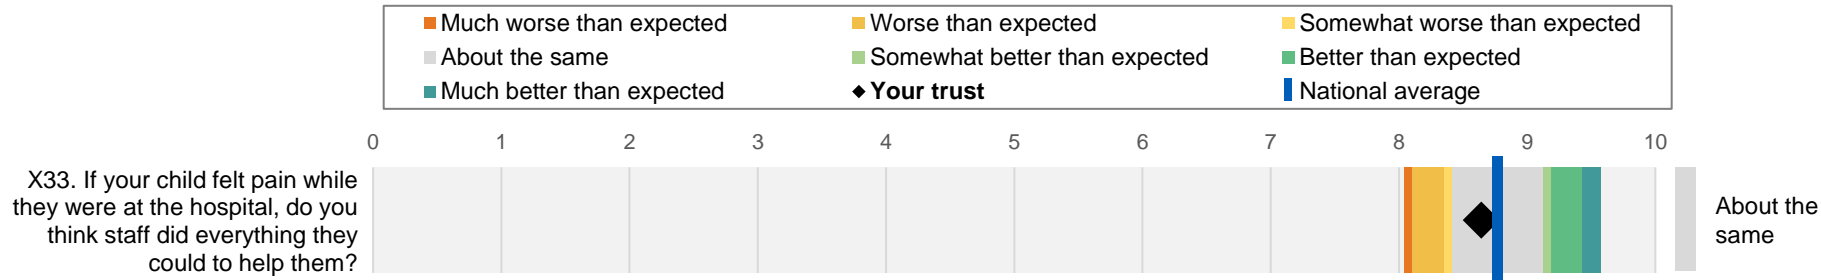 Much worse than expected
Worse than expected
Somewhat worse than expected
About the same
Somewhat better than expected
Better than expected
Much better than expected
Your trust
National average
0 1 2 3 4 5 6 7 8 9 10
X33. If your child felt pain while
they were at the hospital, do you
think staff did everything they
could to help them?
About the
same